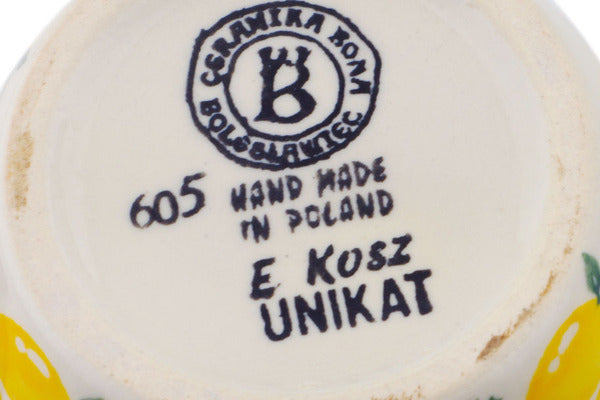 CERAMIKA BONA
BOLESŁAWIEC
B
605
HAND MADE
IN POLAND
E KOSZ
UNIKAT